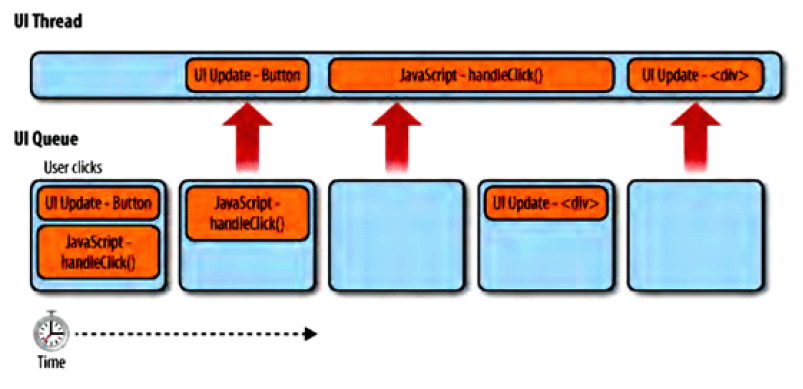 UI Thread
UI Update - Button
JavaScript - handleClick()
UI Update - <div>
UI Queue
User clicks
UI Update - Button
JavaScript -
handleClick()
JavaScript -
handleClick()
UI Update - <div>
Time